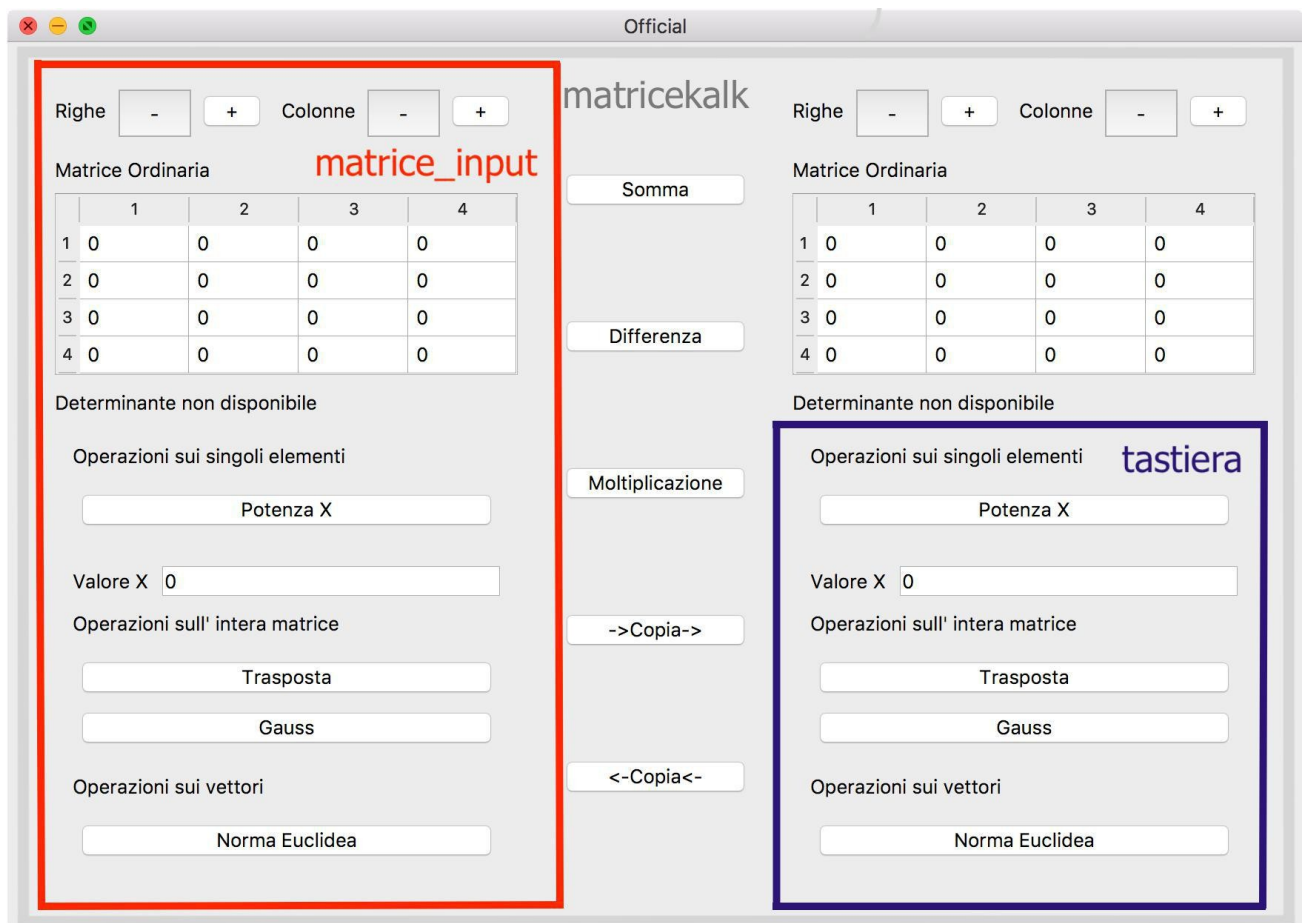 Official
matricekalk
Righe - + Colonne - +
matrice_input
Matrice Ordinaria
1 2 3 4
1 0 0 0 0
2 0 0 0 0
3 0 0 0 0
4 0 0 0 0
Determinante non disponibile
Operazioni sui singoli elementi
Potenza X
Valore X 0
Operazioni sull' intera matrice
Trasposta
Gauss
Operazioni sui vettori
Norma Euclidea
Somma
Differenza
Moltiplicazione
->Copia->
<-Copia<-
Righe - + Colonne - +
Matrice Ordinaria
1 2 3 4
1 0 0 0 0
2 0 0 0 0
3 0 0 0 0
4 0 0 0 0
Determinante non disponibile
tastiera
Operazioni sui singoli elementi
Potenza X
Valore X 0
Operazioni sull' intera matrice
Trasposta
Gauss
Operazioni sui vettori
Norma Euclidea